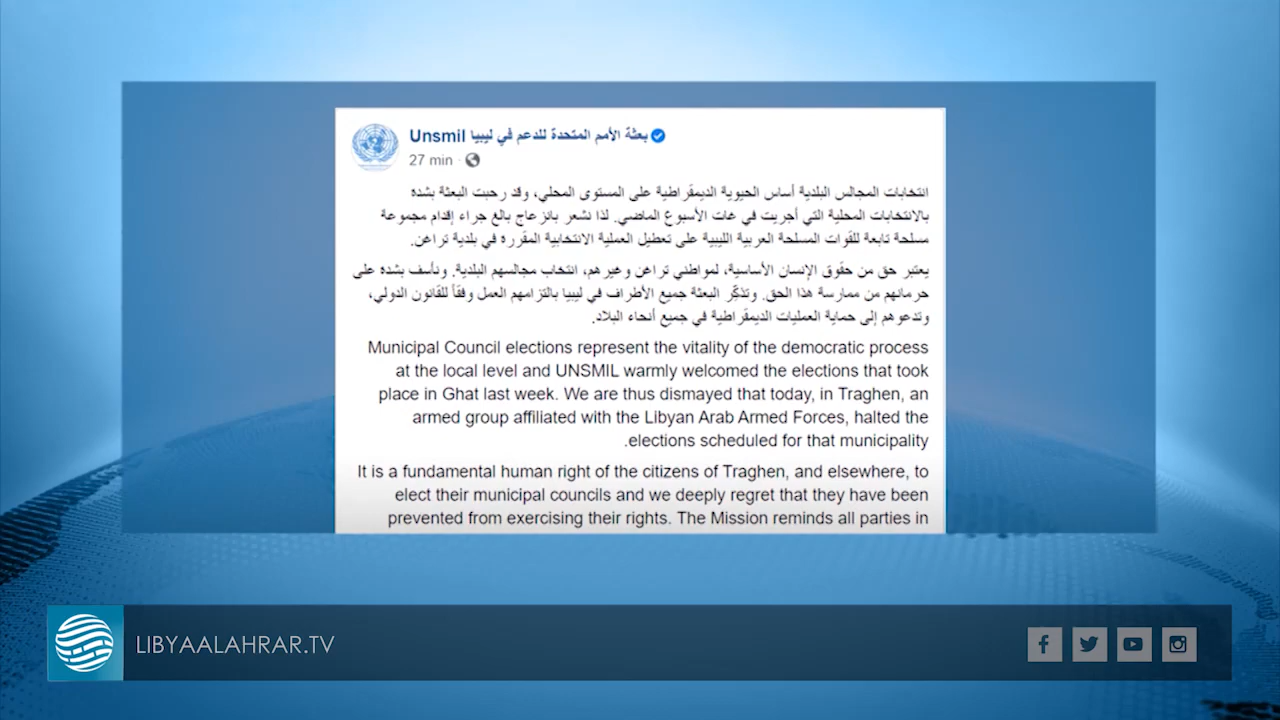 Unsmil بعثة الأمم المتحدة للدعم في ليبيا
27 min
انتخابات المجالس البلدية أساس الحيوية الديمقراطية على المستوى المحلي، وقد رحبت البعثة بشده
بالانتخابات المحلية التي أجريت في غات الأسبوع الماضي. لذا نشعر بانزعاج بالغ جراء إقدام مجموعة
مسلحة تابعة للقوات المسلحة العربية الليبية على تعطيل العملية الانتخابية المقرره في بلدية تراغن.
يعتبر حق من حقوق الإنسان الأساسية، لمواطني تراغن وغيرهم، انتخاب مجالسهم البلدية. ونأسف بشده على
حرمانهم من ممارسة هذا الحق. وتذكّر البعثة جميع الأطراف في ليبيا بالتزامهم العمل وفقاً للقانون الدولي،
وتدعوهم إلى حماية العمليات الديمقراطية في جميع أنحاء البلاد.
Municipal Council elections represent the vitality of the democratic process
at the local level and UNSMIL warmly welcomed the elections that took
place in Ghat last week. We are thus dismayed that today, in Traghen, an
armed group affiliated with the Libyan Arab Armed Forces, halted the
.elections scheduled for that municipality
It is a fundamental human right of the citizens of Traghen, and elsewhere, to
elect their municipal councils and we deeply regret that they have been
prevented from exercising their rights. The Mission reminds all parties in
LIBYAALAHRAR.TV